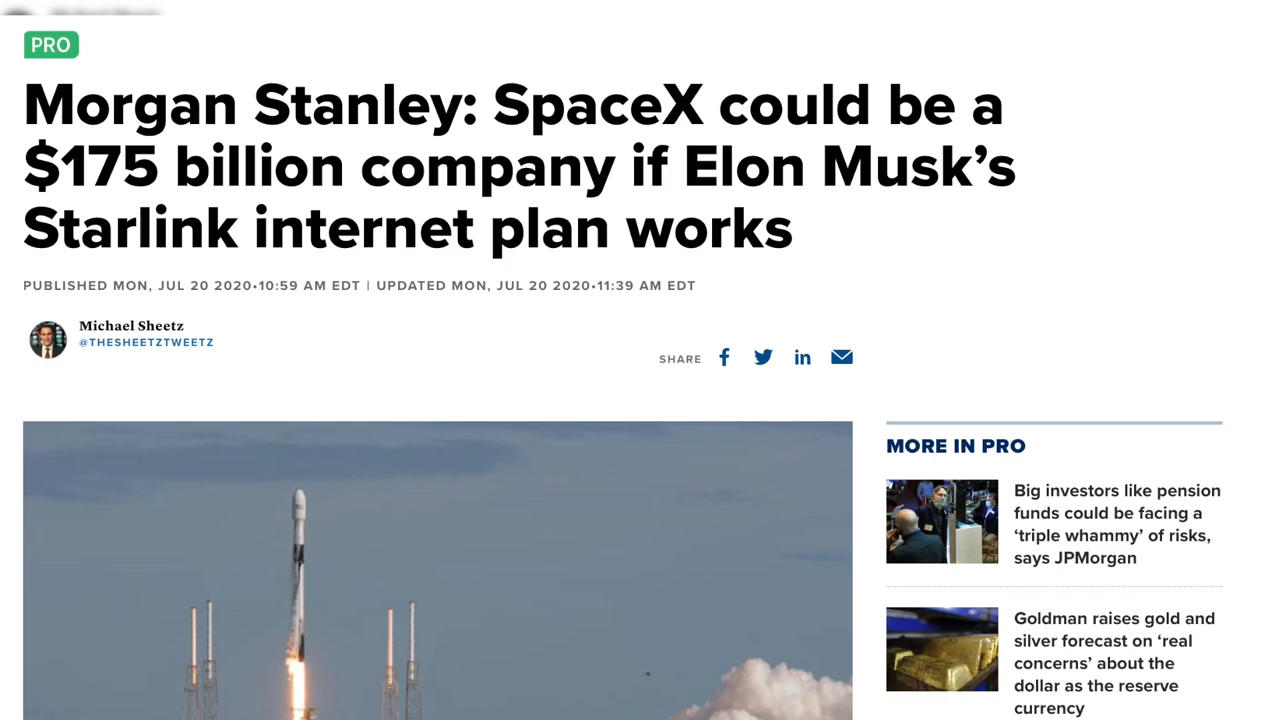 PRO
Morgan Stanley: SpaceX could be a
$175 billion company if Elon Musk’s
Starlink internet plan works
PUBLISHED MON, JUL 20 2020•10:59 AM EDT | UPDATED MON, JUL 20 2020•11:39 AM EDT
Michael Sheetz
@THESHEETZTWEETZ
SHARE
MORE IN PRO
Big investors like pension
funds could be facing a
‘triple whammy’ of risks,
says JPMorgan
Goldman raises gold and
silver forecast on ‘real
concerns’ about the
dollar as the reserve
currency